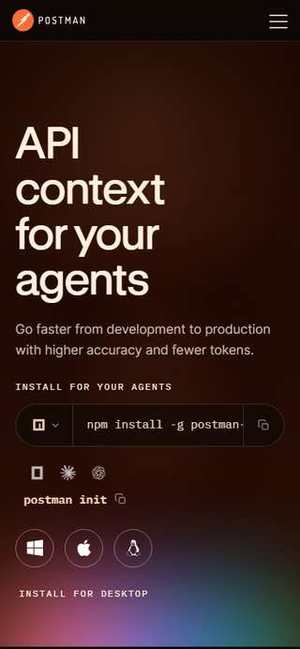 POSTMAN
API
context
for your
agents
Go faster from development to production
with higher accuracy and fewer tokens.
INSTALL FOR YOUR AGENTS
npm install -g postman-
postman init
INSTALL FOR DESKTOP